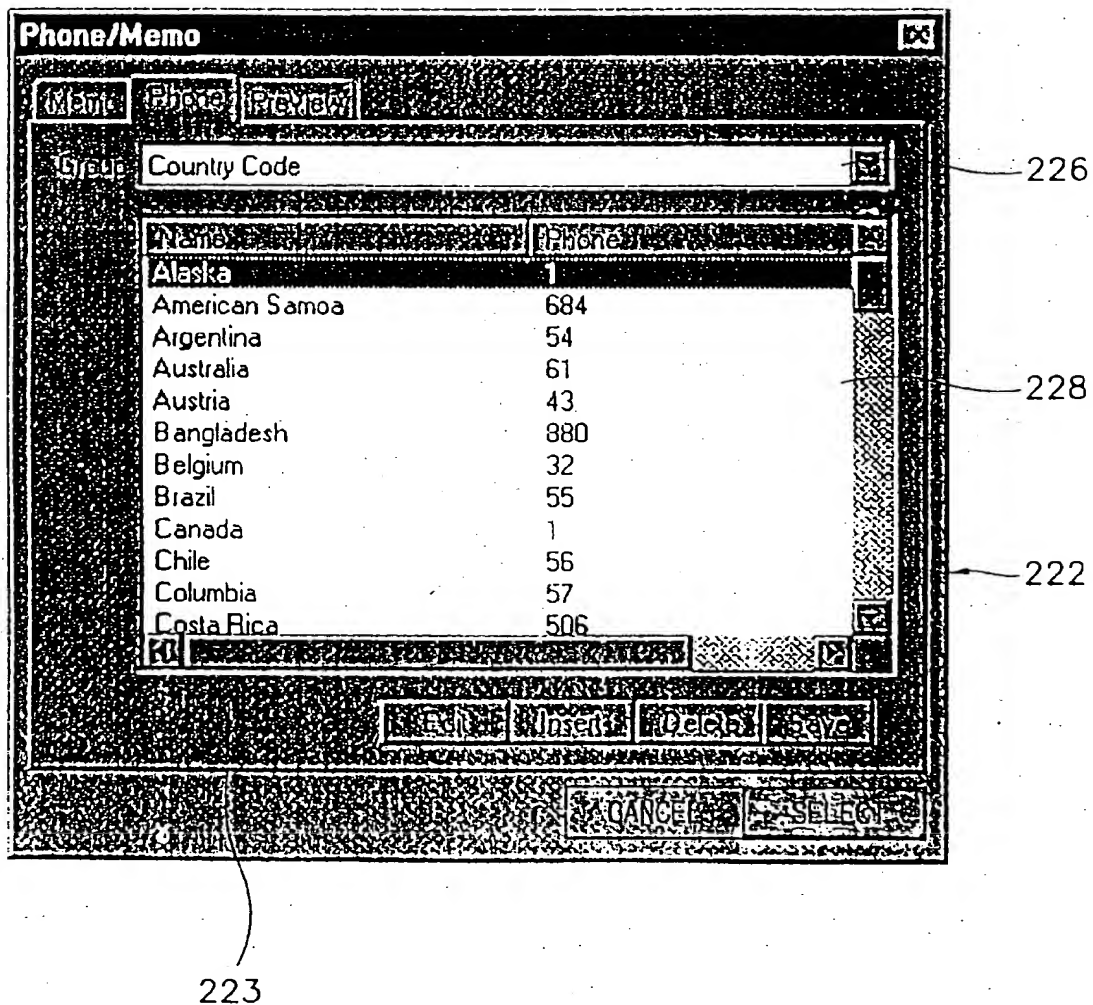 Phone/Memo
Memo Phone PreView
Group Country Code
226
Name Phone
Alaska 1
American Samoa 684
Argentina 54
Australia 61
228
Austria 43
Bangladesh 880
Belgium 32
Brazil 55
Canada 1
Chile 56
222
Columbia 57
Costa Rica 506
Edit Insert Delete Save
CANCEL SELECT
223